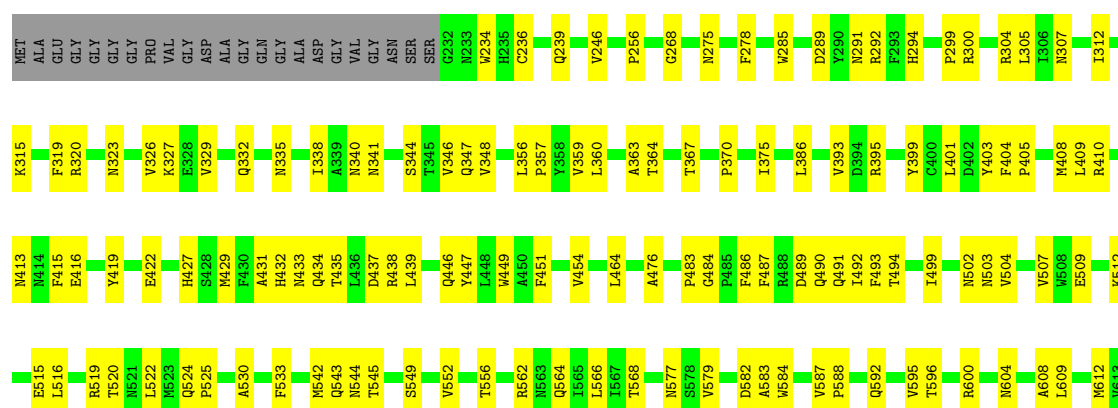 MET ALA GLU GLY GLY GLY GLY PRO VAL GLY ASP ALA GLY GLN GLY ALA ASP GLY VAL GLY ASN SER SER G232 N233 W234 H235 C236 Q239 V246 P256 G268 N275 F278 W285 D289 Y290 N291 R292 F293 H294 P299 R300 R304 L305 I306 N307 I312
K315 F319 R320 N323 V326 K327 E328 V329 Q332 N335 I338 A339 N340 N341 S344 T345 V346 Q347 V348 L356 P357 Y358 V359 L360 A363 T364 T367 P370 I375 L386 V393 D394 R395 Y399 C400 L401 D402 Y403 F404 P405 M408 L409 R410
N413 N414 F415 E416 Y419 E422 H427 S428 M429 F430 A431 H432 N433 Q434 T435 L436 D437 R438 L439 Q446 Y447 L448 W449 A450 F451 V454 L464 A476 P483 G484 P485 F486 F487 R488 D489 Q490 Q491 I492 F493 T494 I499 N502 N503 V504 V507 W508 E509 K512
E515 L516 R519 T520 N521 L522 M523 Q524 P525 A530 F533 M542 Q543 N544 T545 S549 V552 T556 R562 N563 Q564 I565 L566 I567 T568 N577 S578 V579 D582 A583 W584 V587 P588 Q592 V595 T596 R600 N604 A608 L609 M612